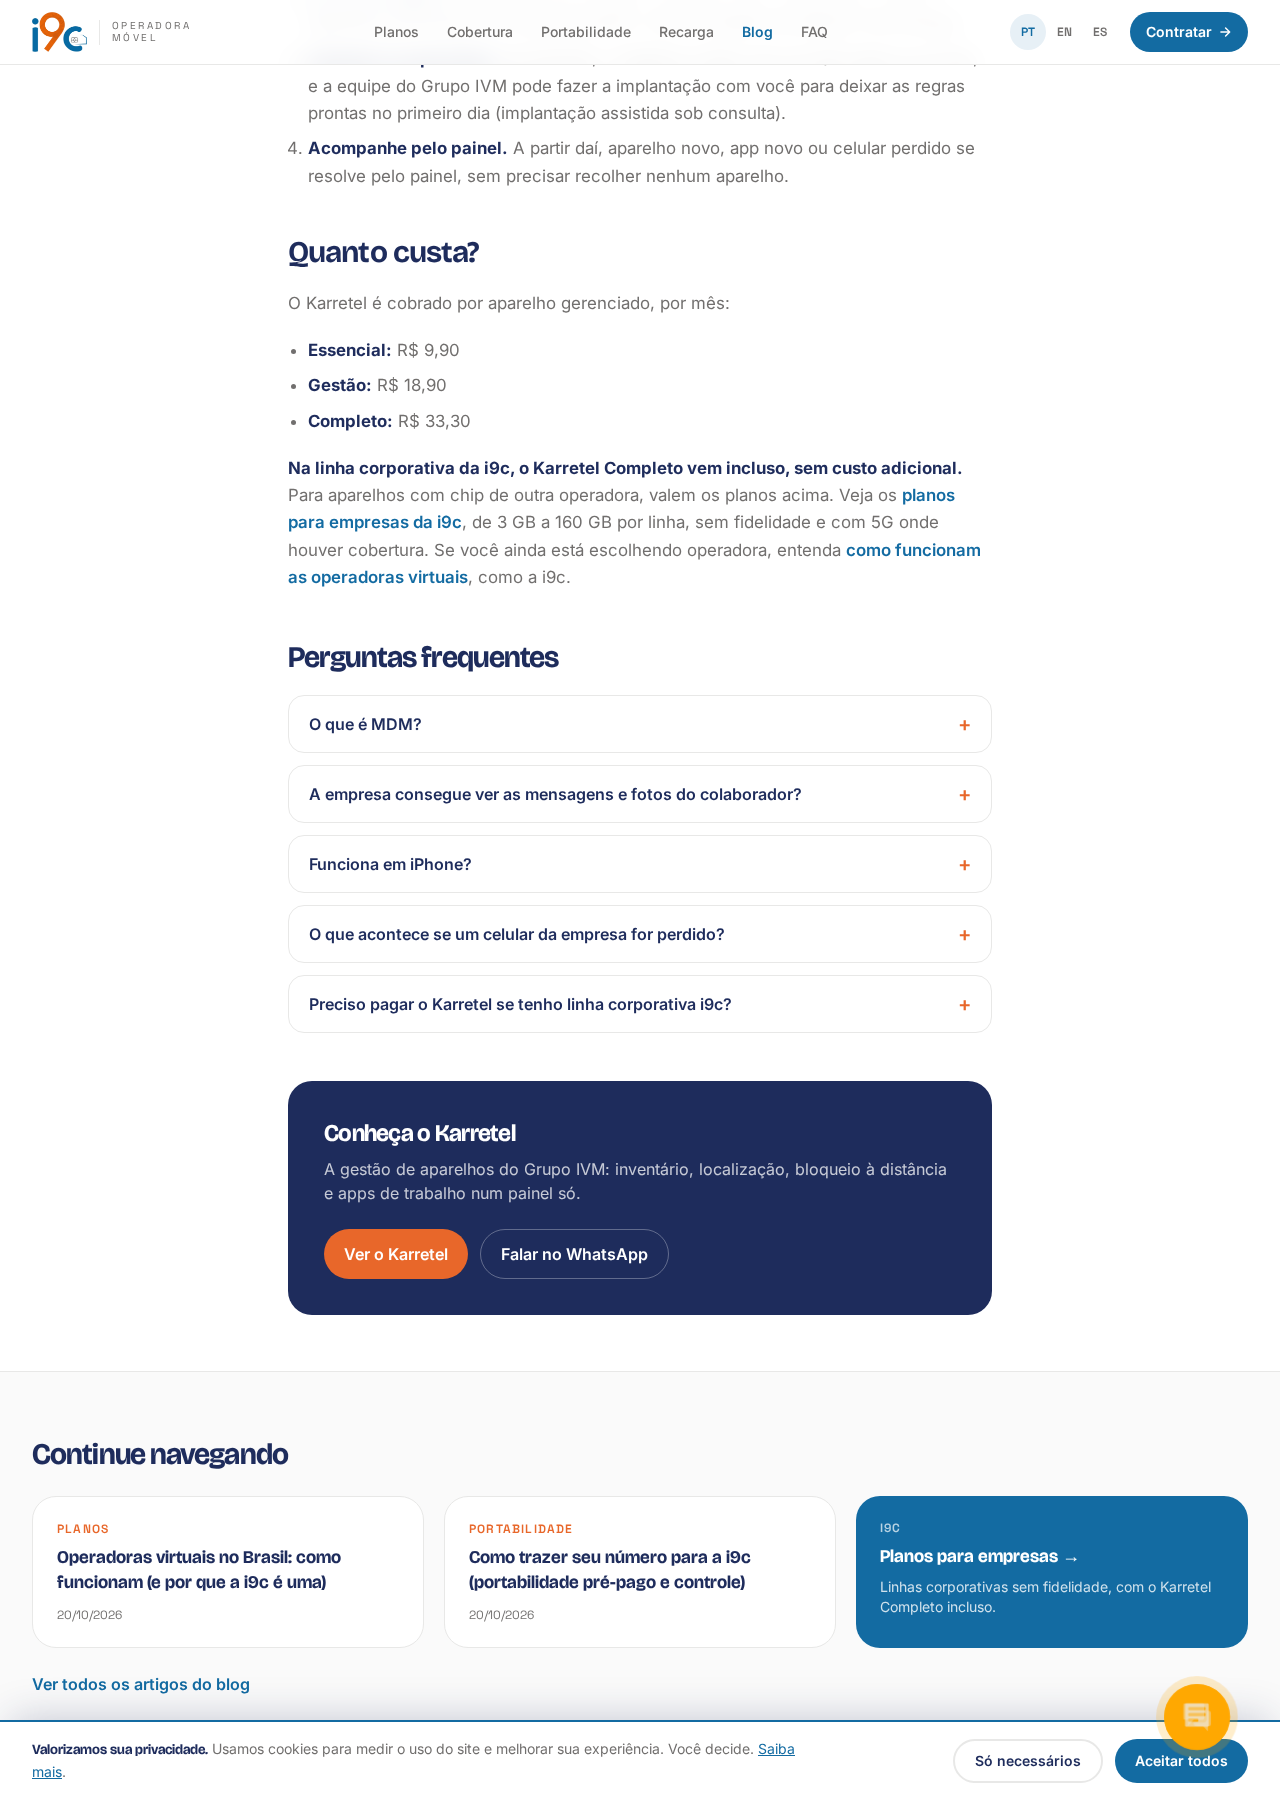 i9c OPERADORA MÓVEL
Planos Cobertura Portabilidade Recarga Blog FAQ PT EN ES Contratar →
e a equipe do Grupo IVM pode fazer a implantação com você para deixar as regras
prontas no primeiro dia (implantação assistida sob consulta).
4. Acompanhe pelo painel. A partir daí, aparelho novo, app novo ou celular perdido se
resolve pelo painel, sem precisar recolher nenhum aparelho.
Quanto custa?
O Karretel é cobrado por aparelho gerenciado, por mês:
• Essencial: R$ 9,90
• Gestão: R$ 18,90
• Completo: R$ 33,30
Na linha corporativa da i9c, o Karretel Completo vem incluso, sem custo adicional.
Para aparelhos com chip de outra operadora, valem os planos acima. Veja os planos
para empresas da i9c, de 3 GB a 160 GB por linha, sem fidelidade e com 5G onde
houver cobertura. Se você ainda está escolhendo operadora, entenda como funcionam
as operadoras virtuais, como a i9c.
Perguntas frequentes
O que é MDM? +
A empresa consegue ver as mensagens e fotos do colaborador? +
Funciona em iPhone? +
O que acontece se um celular da empresa for perdido? +
Preciso pagar o Karretel se tenho linha corporativa i9c? +
Conheça o Karretel
A gestão de aparelhos do Grupo IVM: inventário, localização, bloqueio à distância
e apps de trabalho num painel só.
Ver o Karretel Falar no WhatsApp
Continue navegando
PLANOS
Operadoras virtuais no Brasil: como
funcionam (e por que a i9c é uma)
20/10/2026
PORTABILIDADE
Como trazer seu número para a i9c
(portabilidade pré-pago e controle)
20/10/2026
I9C
Planos para empresas →
Linhas corporativas sem fidelidade, com o Karretel
Completo incluso.
Ver todos os artigos do blog
Valorizamos sua privacidade. Usamos cookies para medir o uso do site e melhorar sua experiência. Você decide. Saiba
mais.
Só necessários Aceitar todos